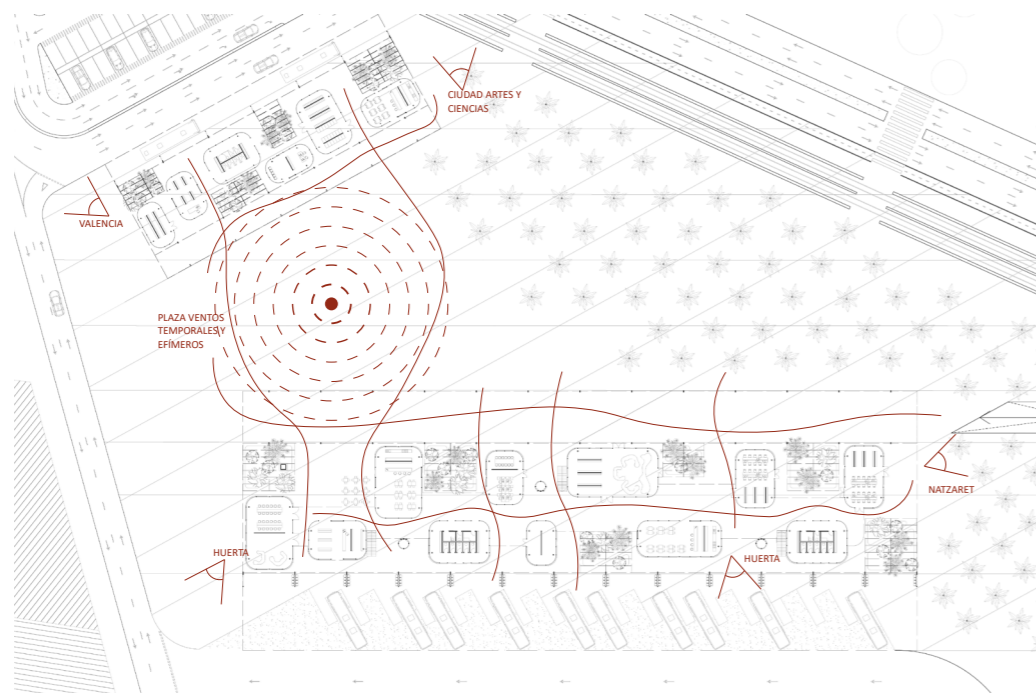 CIUDAD ARTES Y
CIENCIAS
VALENCIA
PLAZA VENTOS
TEMPORALES Y
EFÍMEROS
NATZARET
HUERTA
HUERTA